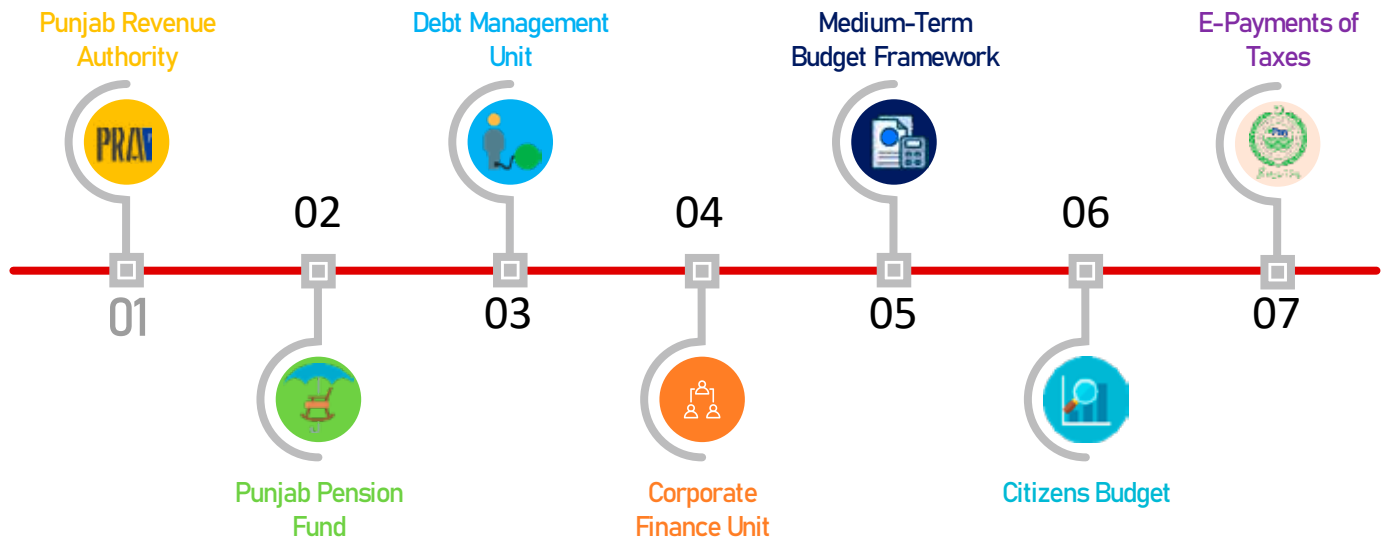 Punjab Revenue
Authority
Debt Management
Unit
Medium-Term
Budget Framework
E-Payments of
Taxes
PRA
02
04
06
01
03
05
07
Punjab Pension
Fund
Corporate
Finance Unit
Citizens Budget